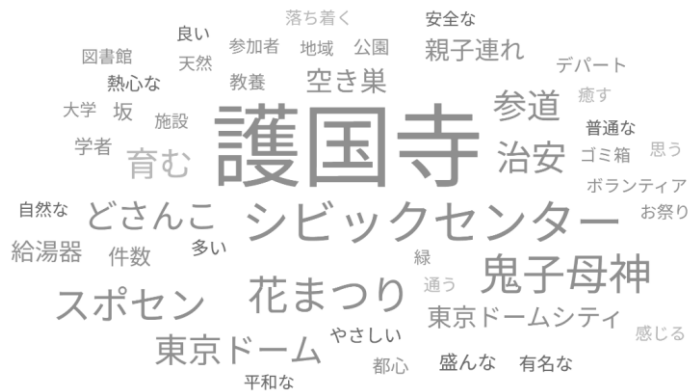 落ち着く 安全な
良い 参加者 地域 公園 親子連れ
図書館 天然 デパート
熱心な 教養 空き巣 癒す
大学 坂 施設 護国寺 参道 普通な
学者 育む 治安 ゴミ箱 思う
ボランティア
自然な どさんこ シビックセンター お祭り
給湯器 件数 多い 緑 鬼子母神
通う
スポセン 花まつり 東京ドームシティ
東京ドーム やさしい 感じる
都心 盛んな 有名な
平和な